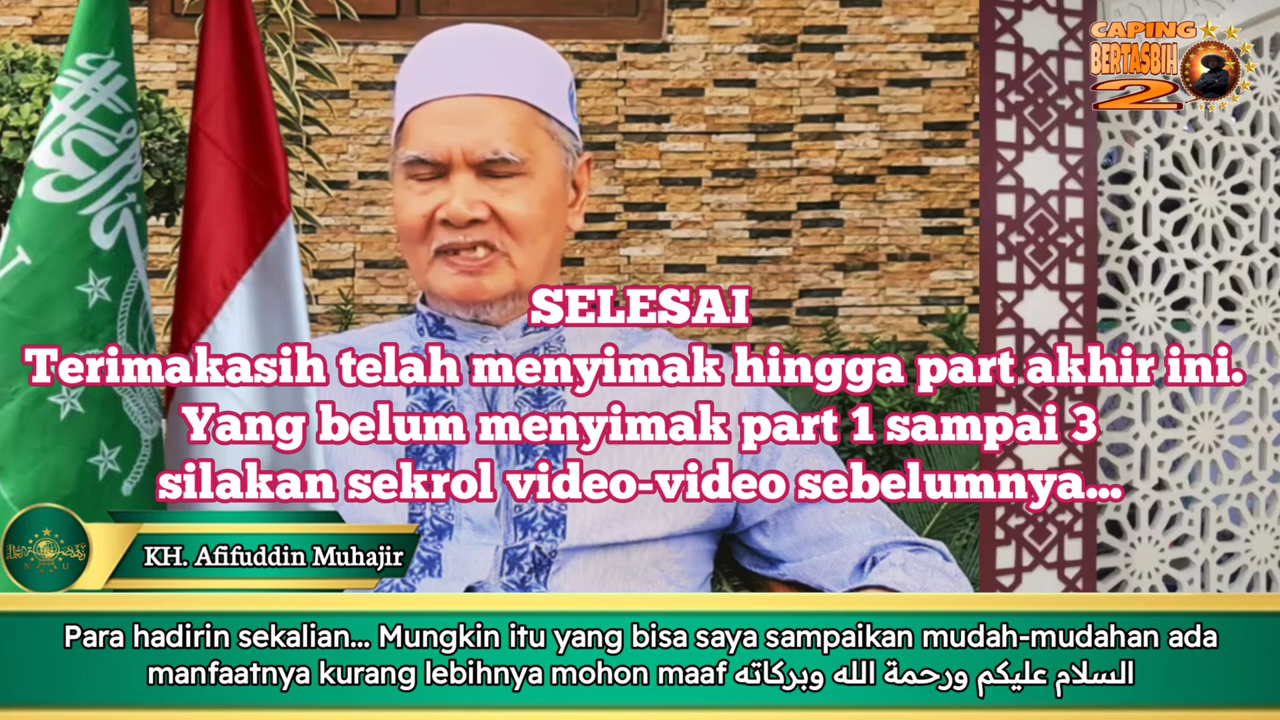 CAPING
BERTASBIH
2
SELESAI
Terimakasih telah menyimak hingga part akhir ini.
Yang belum menyimak part 1 sampai 3
silakan sekrol video-video sebelumnya...
N U
KH. Afifuddin Muhajir
Para hadirin sekalian... Mungkin itu yang bisa saya sampaikan mudah-mudahan ada
manfaatnya kurang lebihnya mohon maaf السلام عليكم ورحمة الله وبركاته